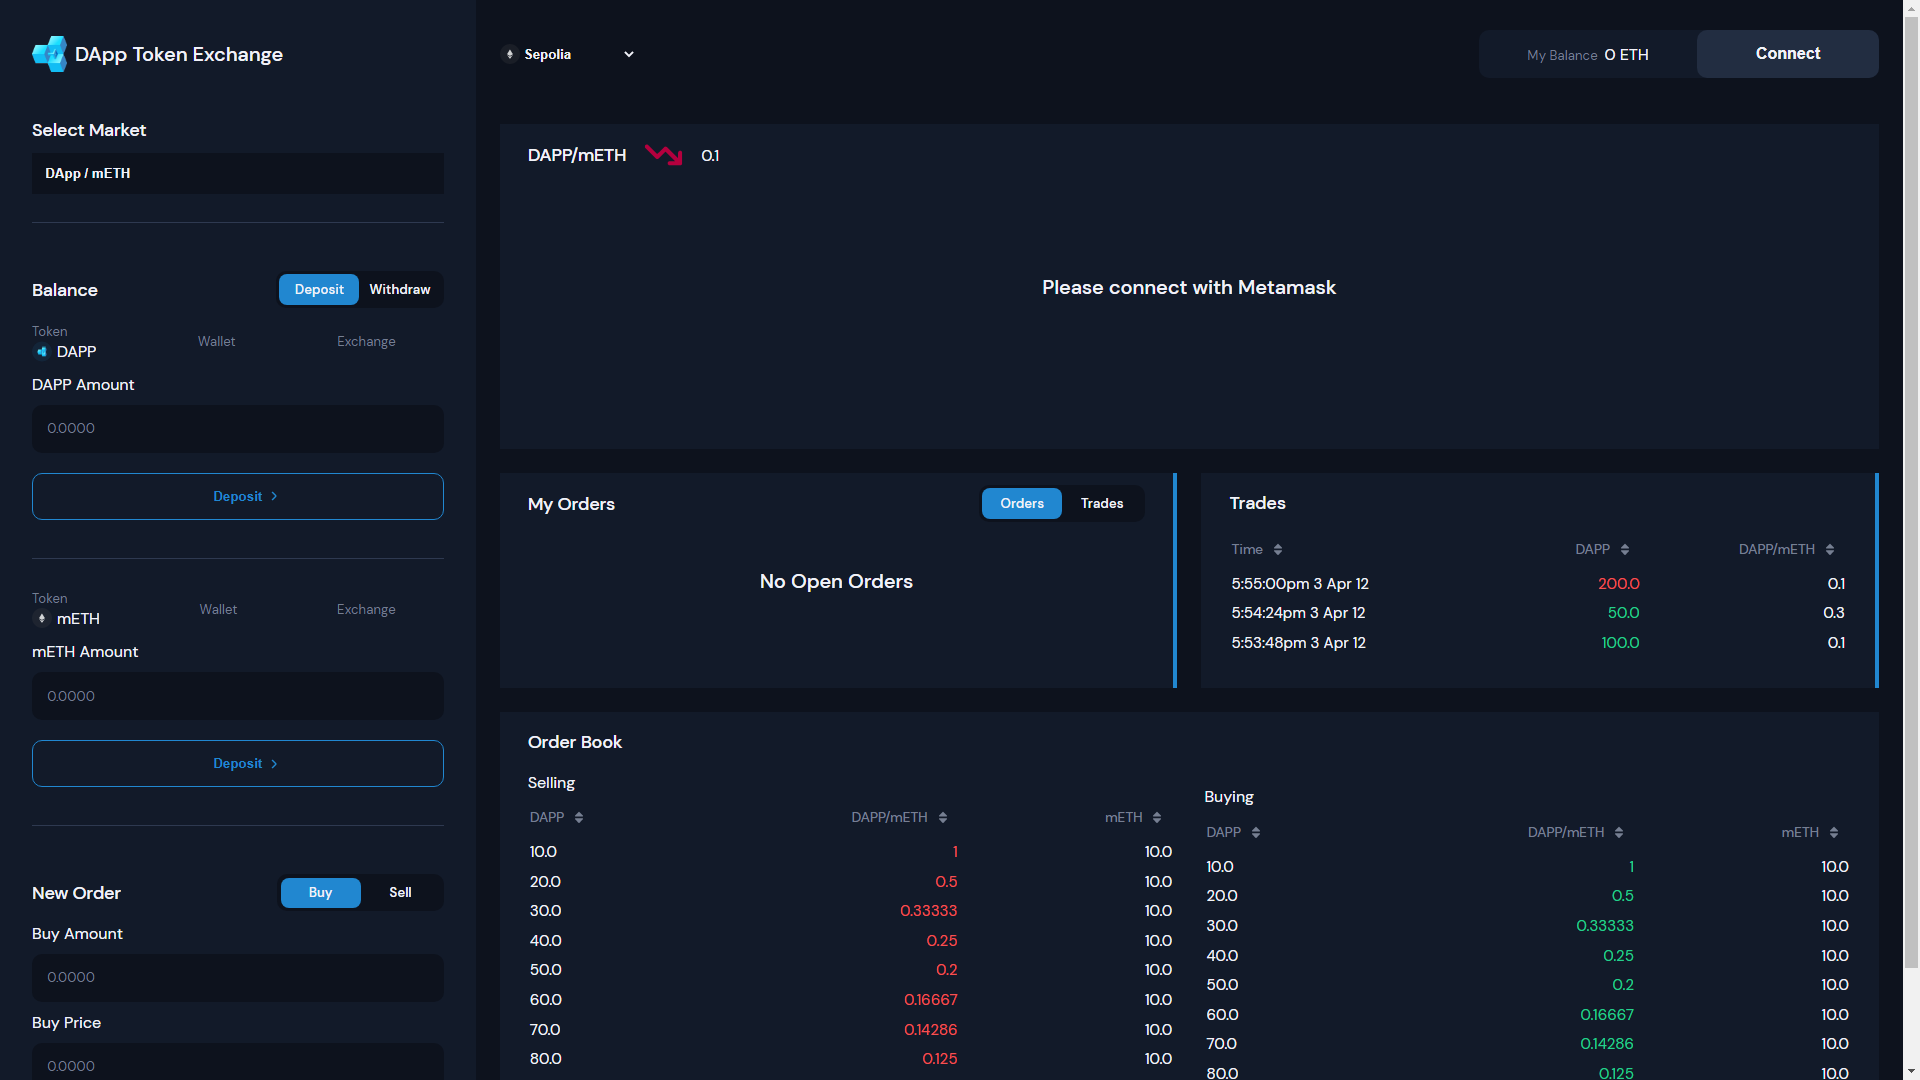 DApp Token Exchange
Select Market
DApp / mETH
Balance
Deposit Withdraw
Token Wallet Exchange
DAPP
DAPP Amount
0.0000
Deposit
Token Wallet Exchange
mETH
mETH Amount
0.0000
Deposit
New Order
Buy Sell
Buy Amount
0.0000
Buy Price
0.0000
Sepolia
My Balance 0 ETH Connect
DAPP/mETH 0.1
Please connect with Metamask
My Orders
Orders Trades
No Open Orders
Trades
Time DAPP DAPP/mETH
5:55:00pm 3 Apr 12 200.0 0.1
5:54:24pm 3 Apr 12 50.0 0.3
5:53:48pm 3 Apr 12 100.0 0.1
Order Book
Selling
DAPP DAPP/mETH mETH
10.0 1 10.0
20.0 0.5 10.0
30.0 0.33333 10.0
40.0 0.25 10.0
50.0 0.2 10.0
60.0 0.16667 10.0
70.0 0.14286 10.0
80.0 0.125 10.0
Buying
DAPP DAPP/mETH mETH
10.0 1 10.0
20.0 0.5 10.0
30.0 0.33333 10.0
40.0 0.25 10.0
50.0 0.2 10.0
60.0 0.16667 10.0
70.0 0.14286 10.0
80.0 0.125 10.0